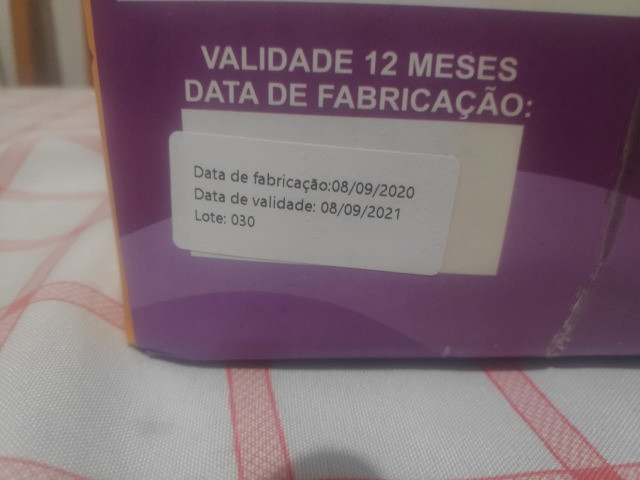 VALIDADE 12 MESES
DATA DE FABRICAÇÃO:
Data de fabricação:08/09/2020
Data de validade: 08/09/2021
Lote: 030